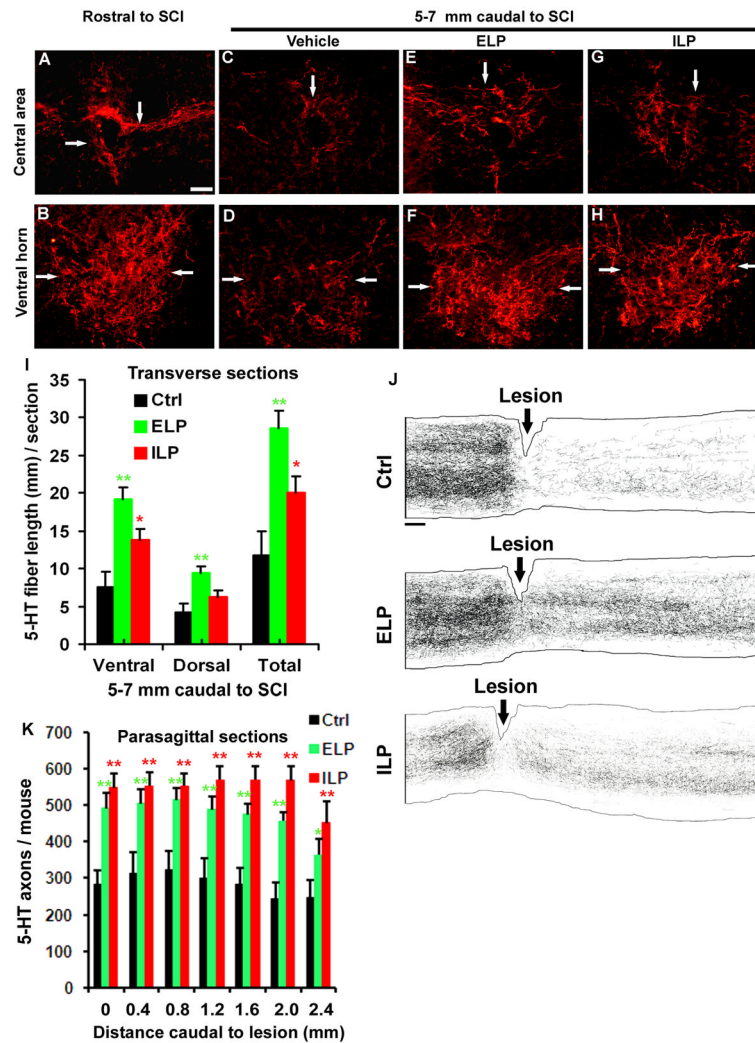 Rostral to SCI
5-7 mm caudal to SCI
Vehicle
ELP
ILP
Central area
A
C
E
G
Ventral horn
B
D
F
H
I
Transverse sections
Ctrl
ELP
ILP
5-HT fiber length (mm) / section
35
30
25
20
15
10
5
0
**
*
**
**
*
Ventral Dorsal Total
5-7 mm caudal to SCI
J
Lesion
Ctrl
Lesion
ELP
Lesion
ILP
K
Parasagittal sections
Ctrl
ELP
ILP
5-HT axons / mouse
700
600
500
400
300
200
100
0
** ** ** ** ** ** **
** ** ** ** ** ** *
0 0.4 0.8 1.2 1.6 2.0 2.4
Distance caudal to lesion (mm)